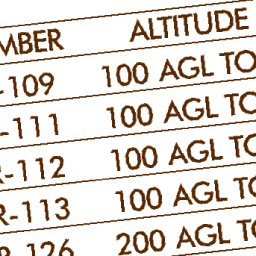 MBER ALTITUDE
-109 100 AGL TO
-111 100 AGL TO
R-112 100 AGL TO
R-113 100 AGL TO
R-126 200 AGL TO